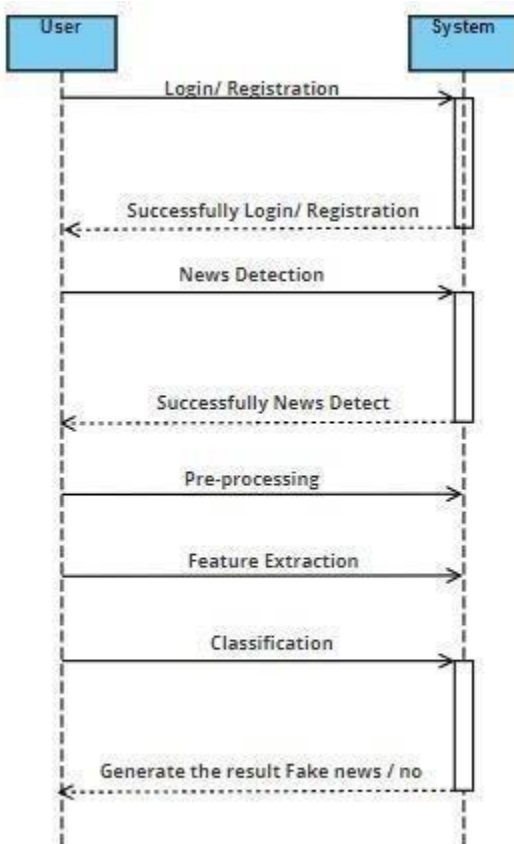 User
System
Login/ Registration
Successfully Login/ Registration
News Detection
Successfully News Detect
Pre-processing
Feature Extraction
Classification
Generate the result Fake news / no